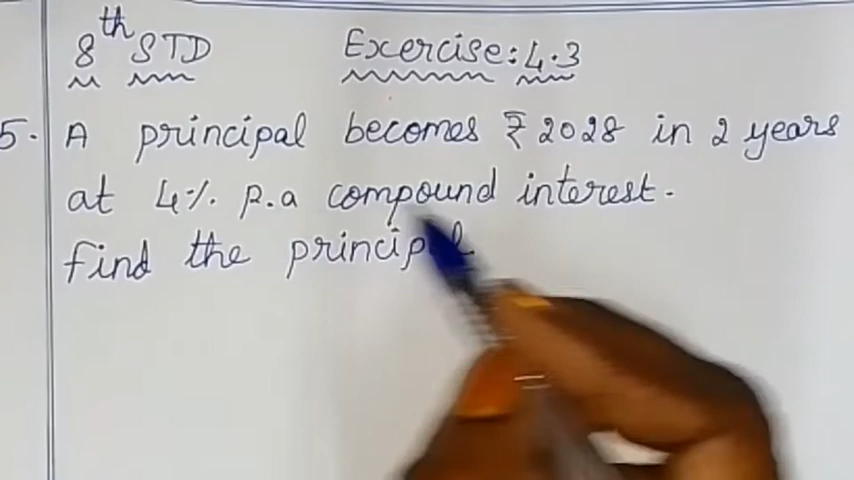 8th STD Exercise: 4.3
5. A principal becomes ₹ 2028 in 2 years
at 4% p.a compound interest.
find the principal